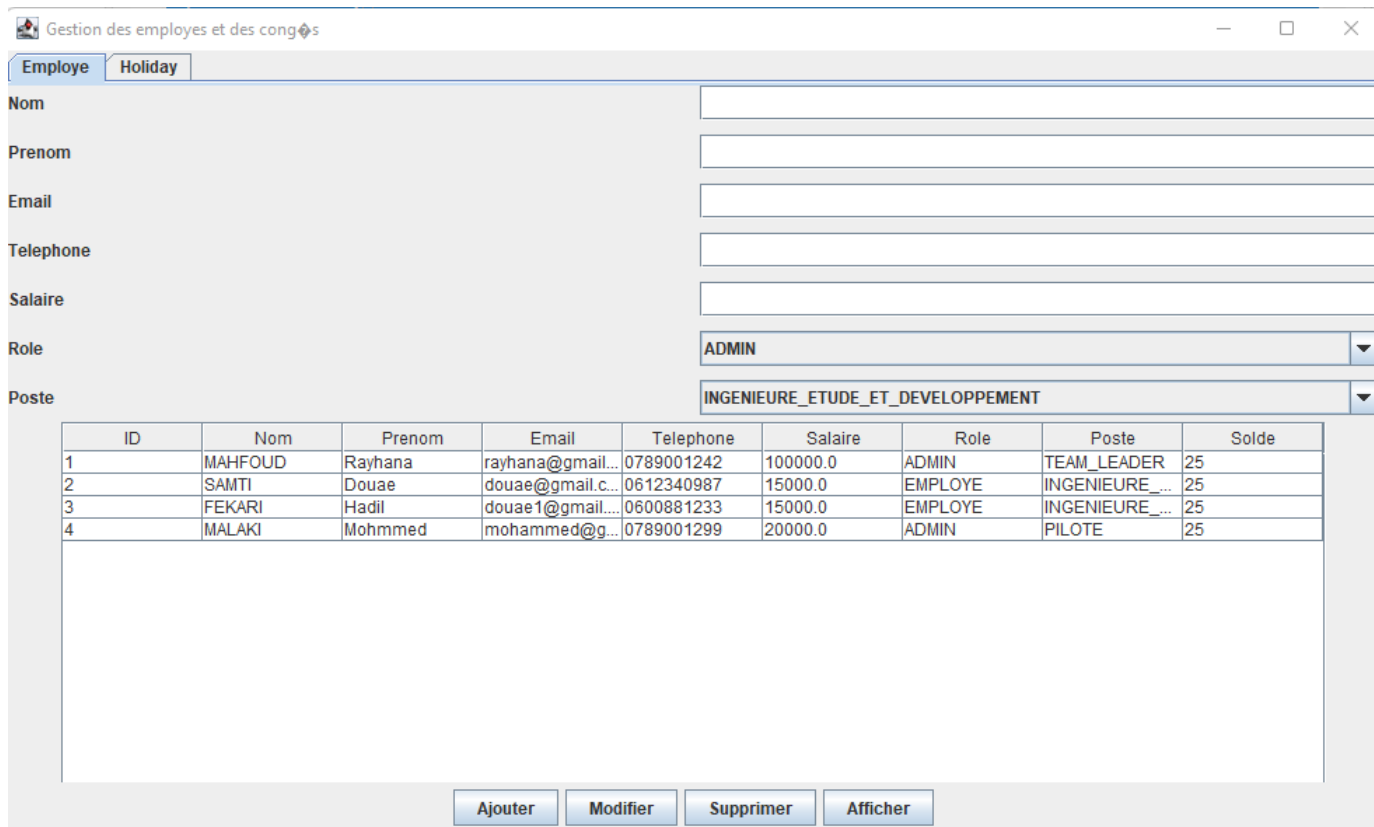 Gestion des employes et des cong�s
Employe Holiday
Nom
Prenom
Email
Telephone
Salaire
Role ADMIN
Poste INGENIEURE_ETUDE_ET_DEVELOPPEMENT
ID Nom Prenom Email Telephone Salaire Role Poste Solde
1 MAHFOUD Rayhana rayhana@gmail... 0789001242 100000.0 ADMIN TEAM_LEADER 25
2 SAMTI Douae douae@gmail.c... 0612340987 15000.0 EMPLOYE INGENIEURE_... 25
3 FEKARI Hadil douae1@gmail.... 0600881233 15000.0 EMPLOYE INGENIEURE_... 25
4 MALAKI Mohmmed mohammed@g... 0789001299 20000.0 ADMIN PILOTE 25
Ajouter Modifier Supprimer Afficher